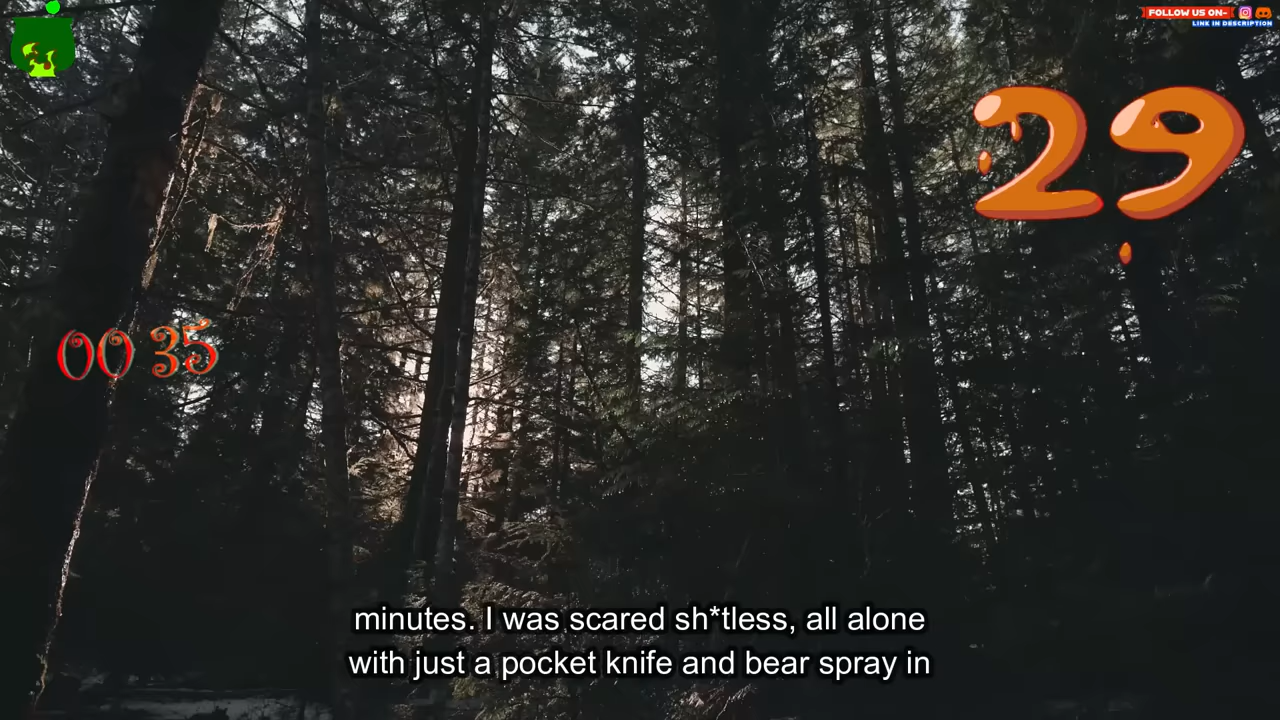 FOLLOW US ON-
LINK IN DESCRIPTION
29
00 35
minutes. I was scared sh*tless, all alone
with just a pocket knife and bear spray in